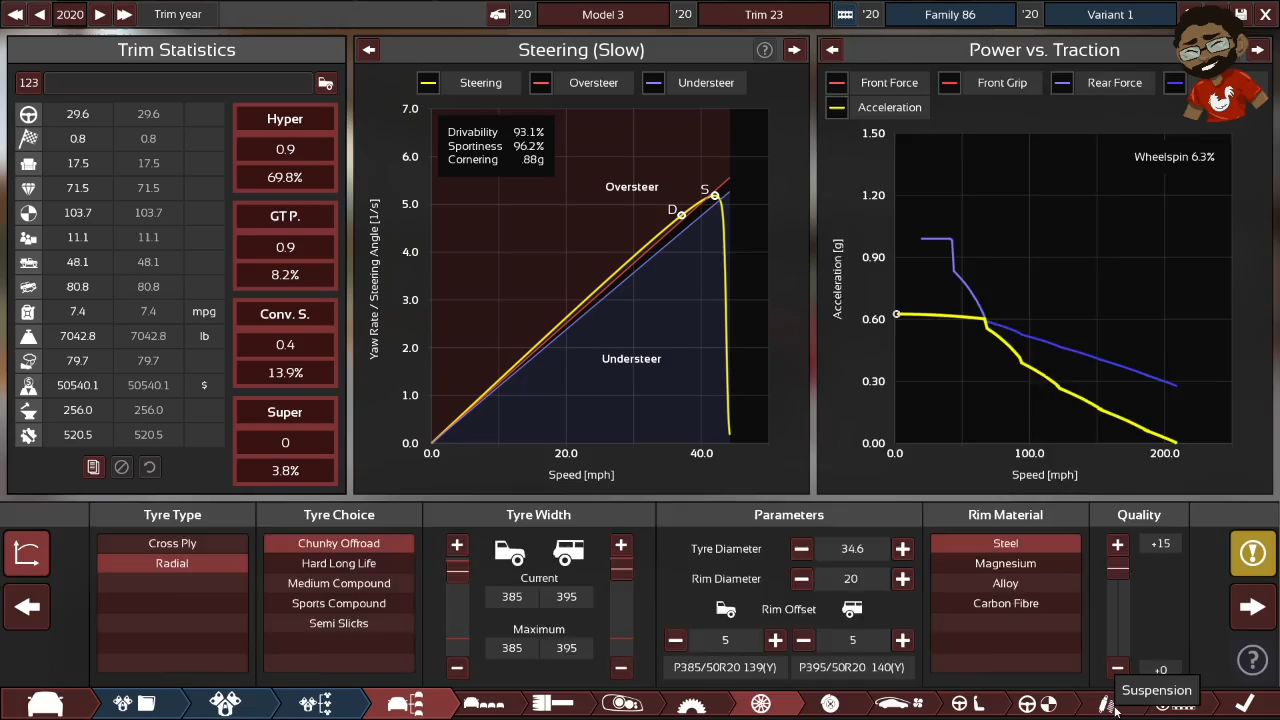 2020 Trim year '20 Model 3 '20 Trim 23 '20 Family 86 '20 Variant 1
Trim Statistics
123
29.6 29.6
0.8 0.8
17.5 17.5
71.5 71.5
103.7 103.7
11.1 11.1
48.1 48.1
80.8 80.8
7.4 7.4 mpg
7042.8 7042.8 lb
79.7 79.7
50540.1 50540.1 $
256.0 256.0
520.5 520.5
Hyper
0.9
69.8%
GT P.
0.9
8.2%
Conv. S.
0.4
13.9%
Super
0
3.8%
Steering (Slow) ?
Steering Oversteer Understeer
Drivability 93.1%
Sportiness 96.2%
Cornering .88g
Oversteer
Understeer
D
S
7.0
6.0
5.0
4.0
3.0
2.0
1.0
0.0
0.0 20.0 40.0
Yaw Rate / Steering Angle [1/s]
Speed [mph]
Power vs. Traction
Front Force Front Grip Rear Force
Acceleration
Wheelspin 6.3%
1.50
1.20
0.90
0.60
0.30
0.00
0.0 100.0 200.0
Acceleration [g]
Speed [mph]
Tyre Type
Cross Ply
Radial
Tyre Choice
Chunky Offroad
Hard Long Life
Medium Compound
Sports Compound
Semi Slicks
Tyre Width
+ +
Current
385 395
Maximum
385 395
Parameters
Tyre Diameter 34.6
Rim Diameter 20
Rim Offset
5 5
P385/50R20 139(Y) P395/50R20 140(Y)
Rim Material
Steel
Magnesium
Alloy
Carbon Fibre
Quality
+15
+0
?
Suspension